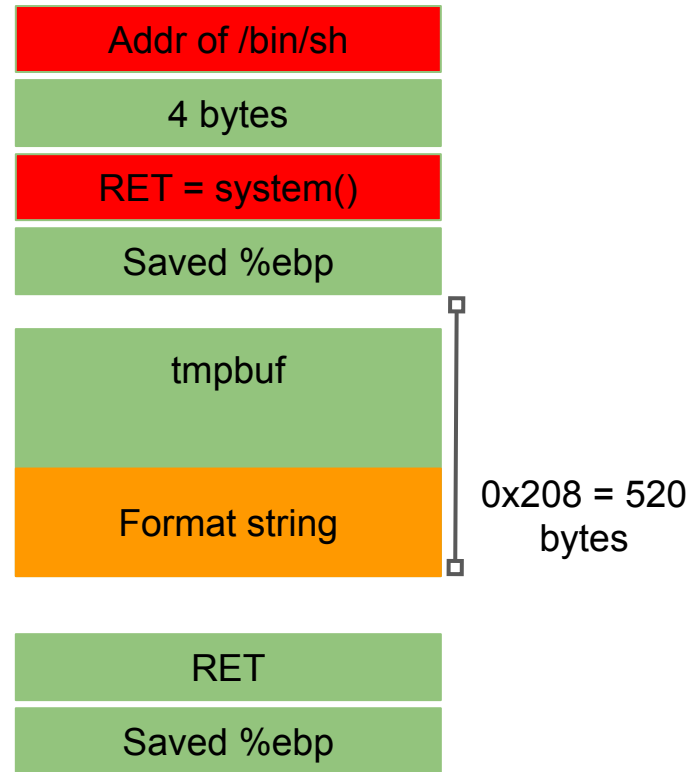 Addr of /bin/sh
4 bytes
RET = system()
Saved %ebp
tmpbuf
Format string
0x208 = 520
bytes
RET
Saved %ebp